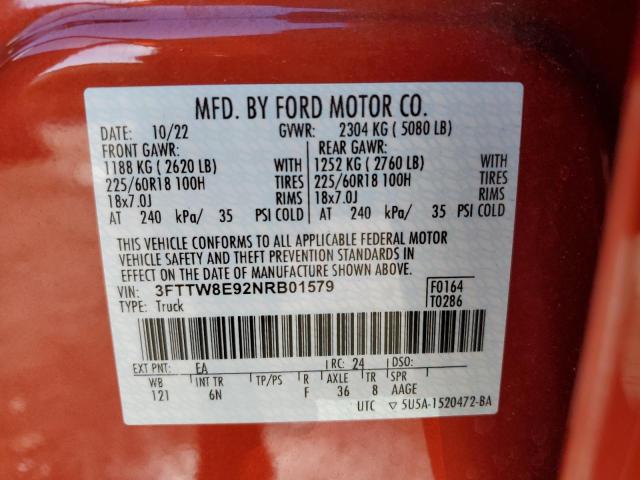 MFD. BY FORD MOTOR CO.
DATE: 10/22 GVWR: 2304 KG ( 5080 LB)
FRONT GAWR: REAR GAWR:
1188 KG ( 2620 LB) WITH 1252 KG ( 2760 LB) WITH
225/60R18 100H TIRES 225/60R18 100H TIRES
18x7.0J RIMS 18x7.0J RIMS
AT 240 kPa/ 35 PSI COLD AT 240 kPa/ 35 PSI COLD
THIS VEHICLE CONFORMS TO ALL APPLICABLE FEDERAL MOTOR
VEHICLE SAFETY AND THEFT PREVENTION STANDARDS IN
EFFECT ON THE DATE OF MANUFACTURE SHOWN ABOVE.
VIN: 3FTTW8E92NRB01579 F0164
TYPE: Truck T0286
EXT PNT: EA RC: 24 DSO:
WB INT TR TP/PS R AXLE TR SPR
121 6N F 36 8 AAGE
UTC ▽ 5U5A-1520472-BA